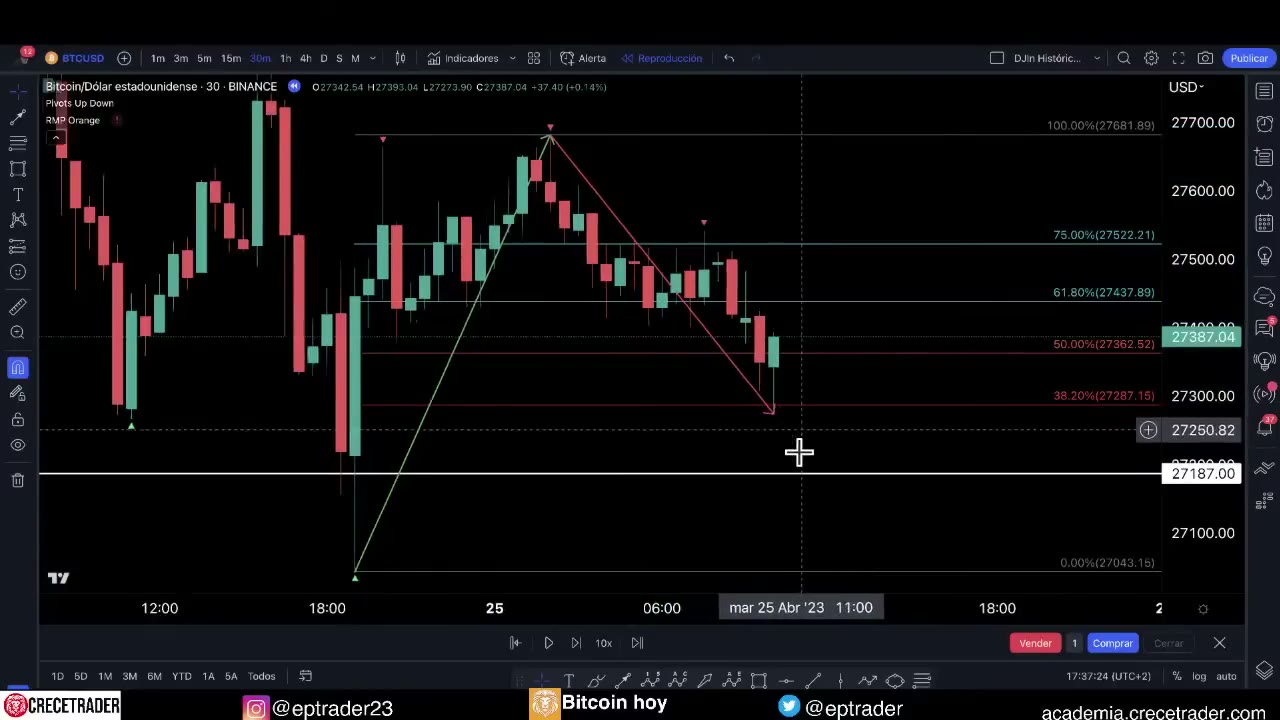 12
BTCUSD
1m 3m 5m 15m 30m 1h 4h D S M
Indicadores
Alerta
Reproducción
DJIn Históric...
Publicar
Bitcoin/Dólar estadounidense · 30 · BINANCE
O27342.54 H27393.04 L27273.90 C27387.04 +37.40 (+0.14%)
Pivots Up Down
RMP Orange
USD
100.00%(27681.89)
75.00%(27522.21)
61.80%(27437.89)
50.00%(27362.52)
38.20%(27287.15)
0.00%(27043.15)
27700.00
27600.00
27500.00
27387.04
27300.00
27250.82
27187.00
27100.00
5
37
12:00
18:00
25
06:00
mar 25 Abr '23 11:00
18:00
2
10x
Vender
1
Comprar
Cerrar
1D 5D 1M 3M 6M YTD 1A 5A Todos
17:37:24 (UTC+2)
% log auto
CRECETRADER
@eptrader23
Bitcoin hoy
@eptrader
academia.crecetrader.com